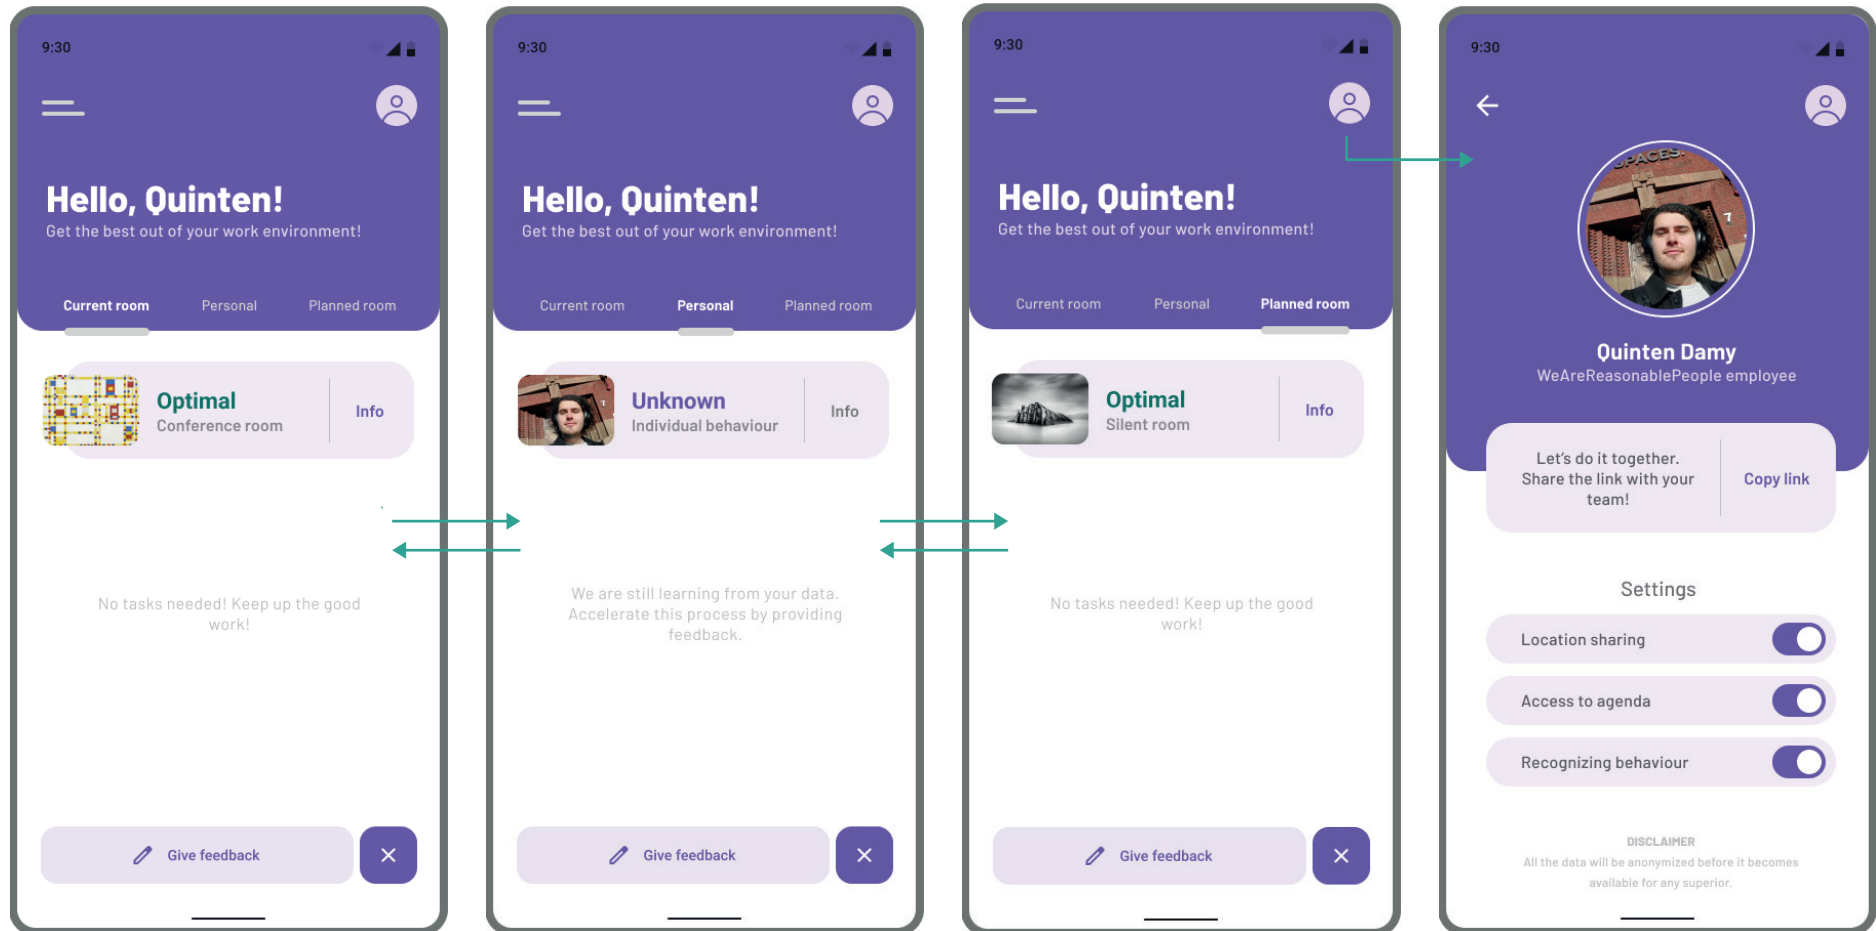 9:30
Hello, Quinten!
Get the best out of your work environment!
Current room
Personal
Planned room
Optimal
Conference room
Info
No tasks needed! Keep up the good
work!
Give feedback
9:30
Hello, Quinten!
Get the best out of your work environment!
Current room
Personal
Planned room
Unknown
Individual behaviour
Info
We are still learning from your data.
Accelerate this process by providing
feedback.
Give feedback
9:30
Hello, Quinten!
Get the best out of your work environment!
Current room
Personal
Planned room
Optimal
Silent room
Info
No tasks needed! Keep up the good
work!
Give feedback
9:30
SPACES.
7
Quinten Damy
WeAreReasonablePeople employee
Let's do it together.
Share the link with your
team!
Copy link
Settings
Location sharing
Access to agenda
Recognizing behaviour
DISCLAIMER
All the data will be anonymized before it becomes
available for any superior.